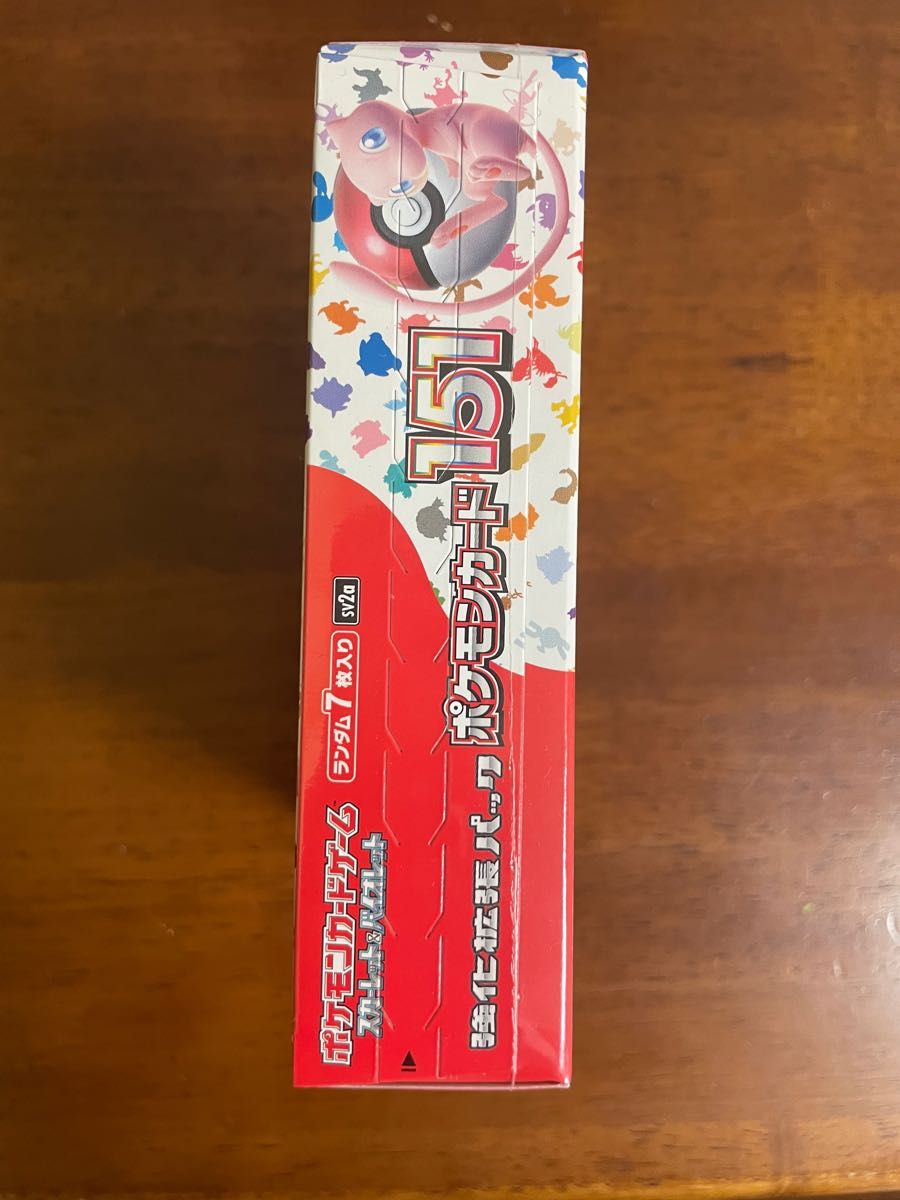 ポケモンカードゲーム
スカーレット&バイオレット
ランダム7枚入り
sv2a
強化拡張パック
ポケモンカード151